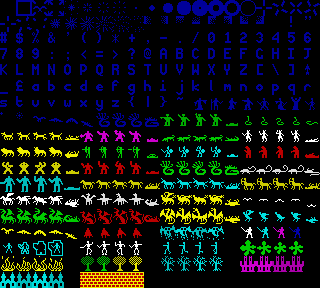 # $ % & ' ( ) * + , - . / 0 1 2 3 4 5 6
7 8 9 : ; < = > ? @ A B C D E F G H I J
K L M N O P Q R S T U V W X Y Z [ \ ] ↑
_ £ a b c d e f g h i j k l m n o p q r
s t u v w x y z { | } ~